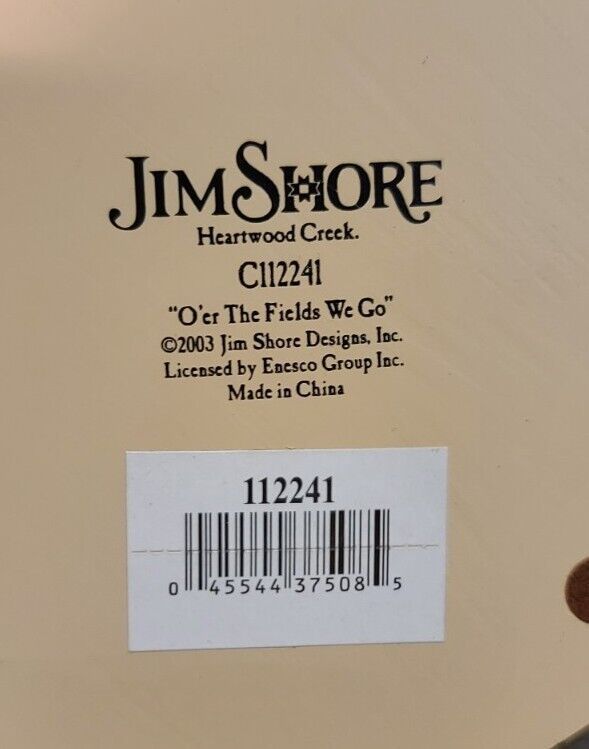 JIM SHORE
Heartwood Creek.
C112241
"O'er The Fields We Go"
©2003 Jim Shore Designs, Inc.
Licensed by Enesco Group Inc.
Made in China
112241
0 45544 37508 5